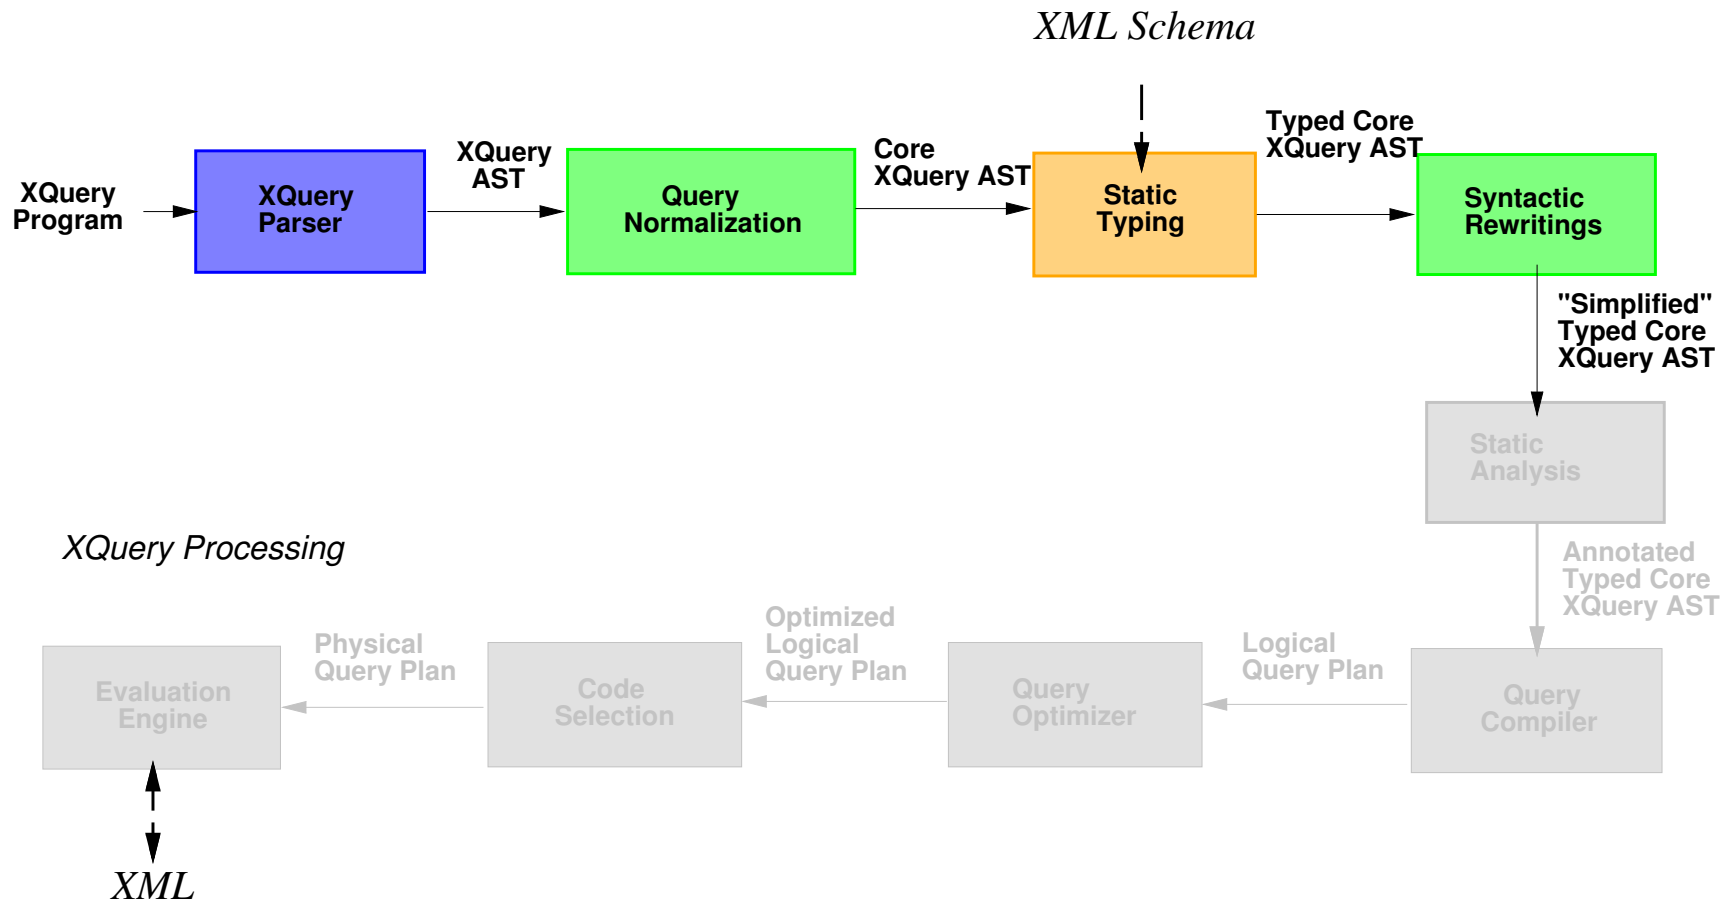 XML Schema
XQuery
Program
XQuery
Parser
XQuery
AST
Query
Normalization
Core
XQuery AST
Static
Typing
Typed Core
XQuery AST
Syntactic
Rewritings
"Simplified"
Typed Core
XQuery AST
Static
Analysis
XQuery Processing
Annotated
Typed Core
XQuery AST
Evaluation
Engine
Physical
Query Plan
Code
Selection
Optimized
Logical
Query Plan
Query
Optimizer
Logical
Query Plan
Query
Compiler
XML